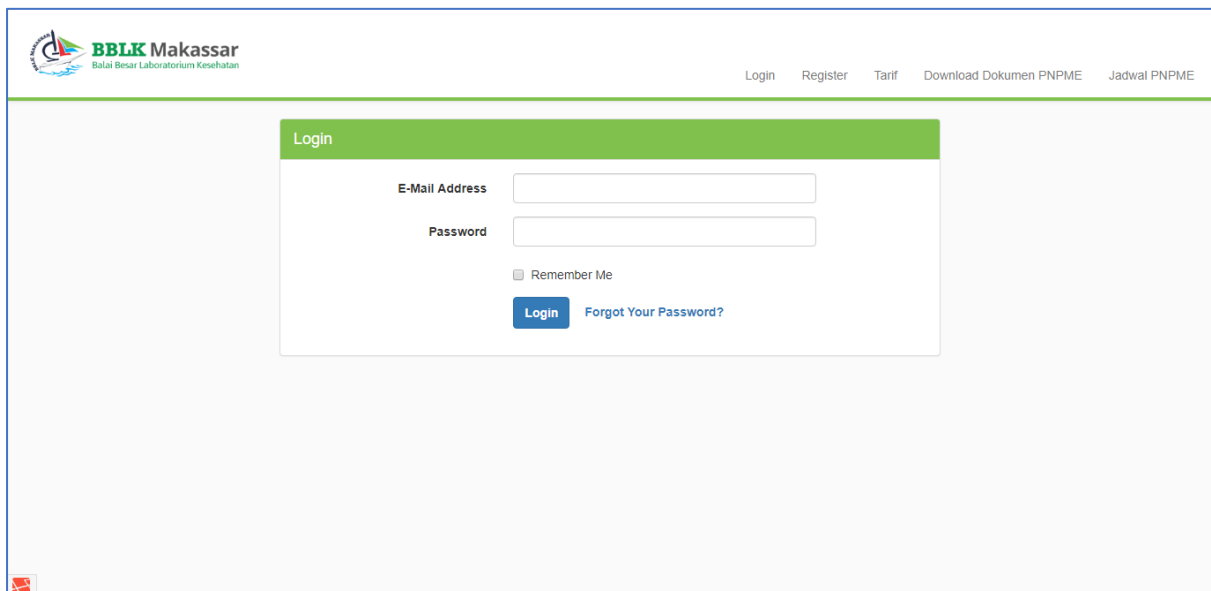 BBLK Makassar
Balai Besar Laboratorium Kesehatan
Login Register Tarif Download Dokumen PNPME Jadwal PNPME
Login
E-Mail Address
Password
Remember Me
Login Forgot Your Password?